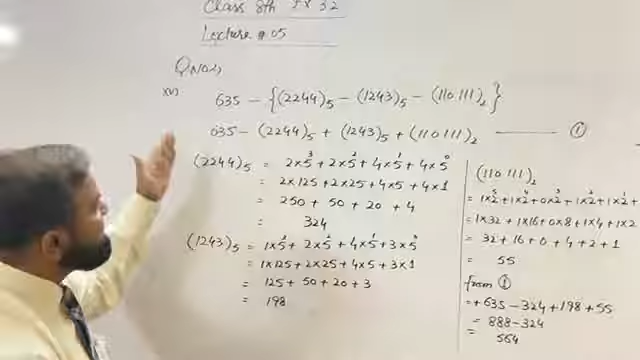 Class 8th Ex 3.2
Lecture # 05
Q No 2
xv)
635 - {(2244)₅ - (1243)₅ - (110 111)₂}
635 - (2244)₅ + (1243)₅ + (110 111)₂ —— ①
(2244)₅ = 2×5³ + 2×5² + 4×5¹ + 4×5⁰
= 2×125 + 2×25 + 4×5 + 4×1
= 250 + 50 + 20 + 4
= 324
(1243)₅ = 1×5³ + 2×5² + 4×5¹ + 3×5⁰
= 1×125 + 2×25 + 4×5 + 3×1
= 125 + 50 + 20 + 3
= 198
(110 111)₂
= 1×2⁵ + 1×2⁴ + 0×2³ + 1×2² + 1×2¹ +
= 1×32 + 1×16 + 0×8 + 1×4 + 1×2
= 32 + 16 + 0 + 4 + 2 + 1
= 55
from ①
= + 635 - 324 + 198 + 55
= 888 - 324
= 564